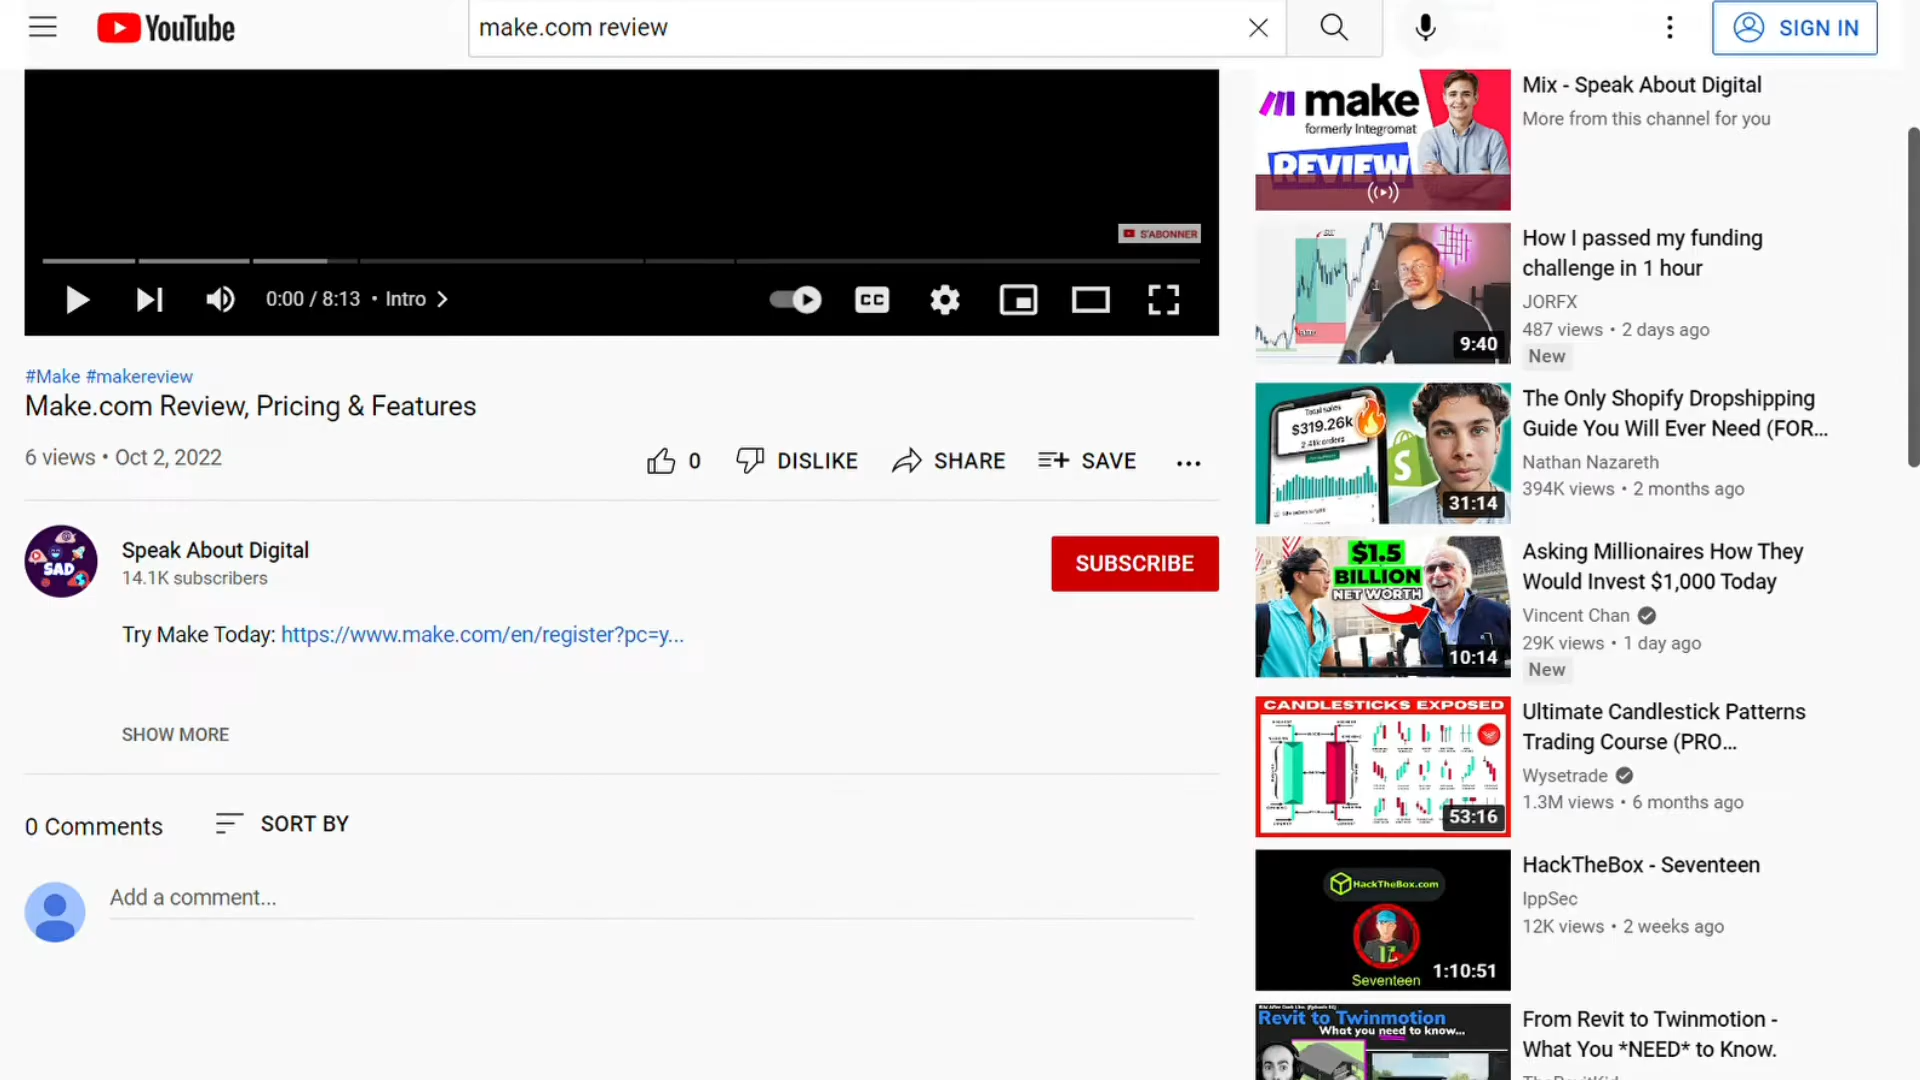 YouTube
make.com review
SIGN IN
S'ABONNER
0:00 / 8:13 • Intro
CC
#Make #makereview
Make.com Review, Pricing & Features
6 views • Oct 2, 2022
0
DISLIKE
SHARE
SAVE
SAD
Speak About Digital
14.1K subscribers
SUBSCRIBE
Try Make Today: https://www.make.com/en/register?pc=y...
SHOW MORE
0 Comments
SORT BY
Add a comment...
make
formerly Integromat
REVIEW
Mix - Speak About Digital
More from this channel for you
9:40
How I passed my funding
challenge in 1 hour
JORFX
487 views • 2 days ago
New
Total sales
$319.26k
2.41k orders
31:14
The Only Shopify Dropshipping
Guide You Will Ever Need (FOR...
Nathan Nazareth
394K views • 2 months ago
$1.5
BILLION
NET WORTH
10:14
Asking Millionaires How They
Would Invest $1,000 Today
Vincent Chan
29K views • 1 day ago
New
CANDLESTICKS EXPOSED
53:16
Ultimate Candlestick Patterns
Trading Course (PRO...
Wysetrade
1.3M views • 6 months ago
HackTheBox.com
Seventeen
1:10:51
HackTheBox - Seventeen
IppSec
12K views • 2 weeks ago
Revit to Twinmotion
What you need to know...
From Revit to Twinmotion -
What You *NEED* to Know.